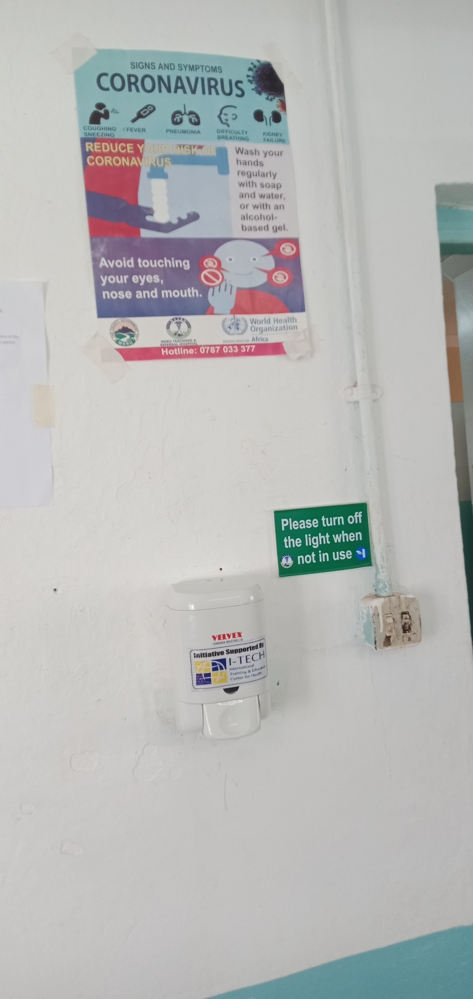 SIGNS AND SYMPTOMS
CORONAVIRUS
COUGHING / FEVER
SNEEZING
PNEUMONIA
DIFFICULTY
BREATHING
KIDNEY
FAILURE
REDUCE YOUR RISK OF
CORONAVIRUS
Wash your
hands
regularly
with soap
and water,
or with an
alcohol-
based gel.
Avoid touching
your eyes,
nose and mouth.
MERU
MERU TEACHING &
REFERRAL HOSPITAL
World Health
Organization
Africa
Hotline: 0787 033 377
Please turn off
the light when
not in use
VELVEX
CHANDARIA INDUSTRIES LTD
Initiative Supported By
I-TECH
International
Training & Education
Center for Health